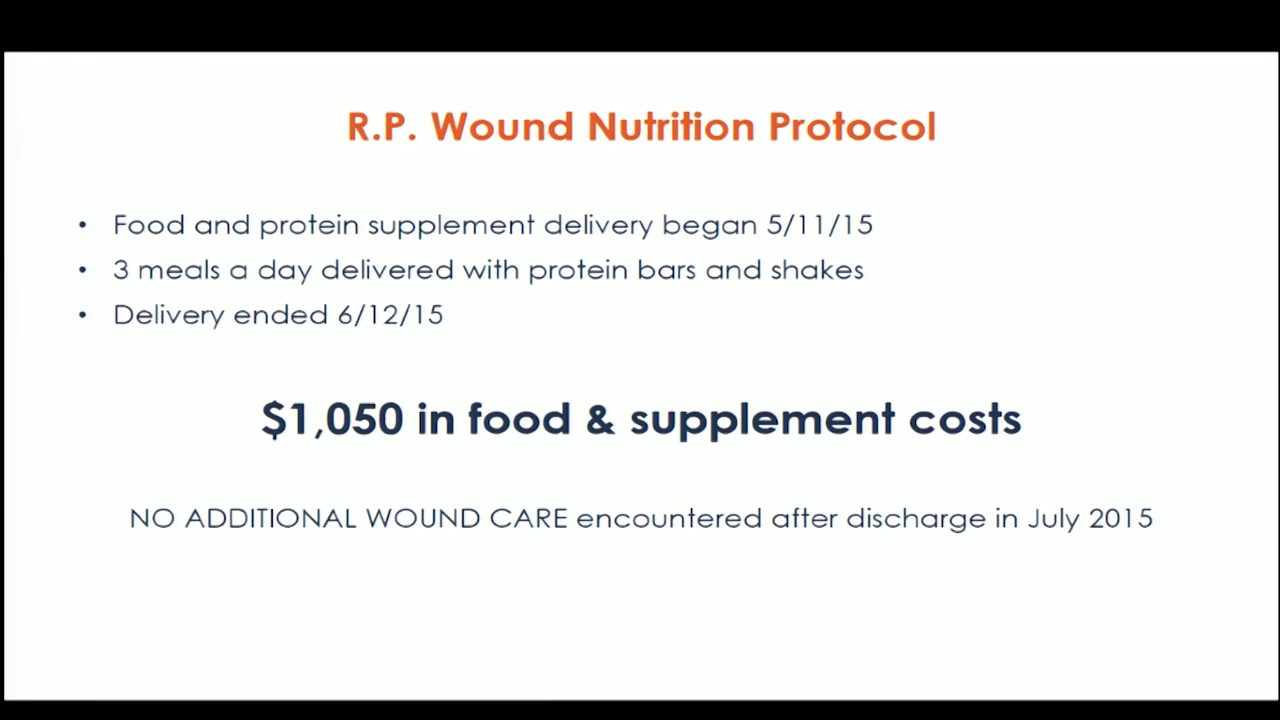 R.P. Wound Nutrition Protocol
• Food and protein supplement delivery began 5/11/15
• 3 meals a day delivered with protein bars and shakes
• Delivery ended 6/12/15
$1,050 in food & supplement costs
NO ADDITIONAL WOUND CARE encountered after discharge in July 2015